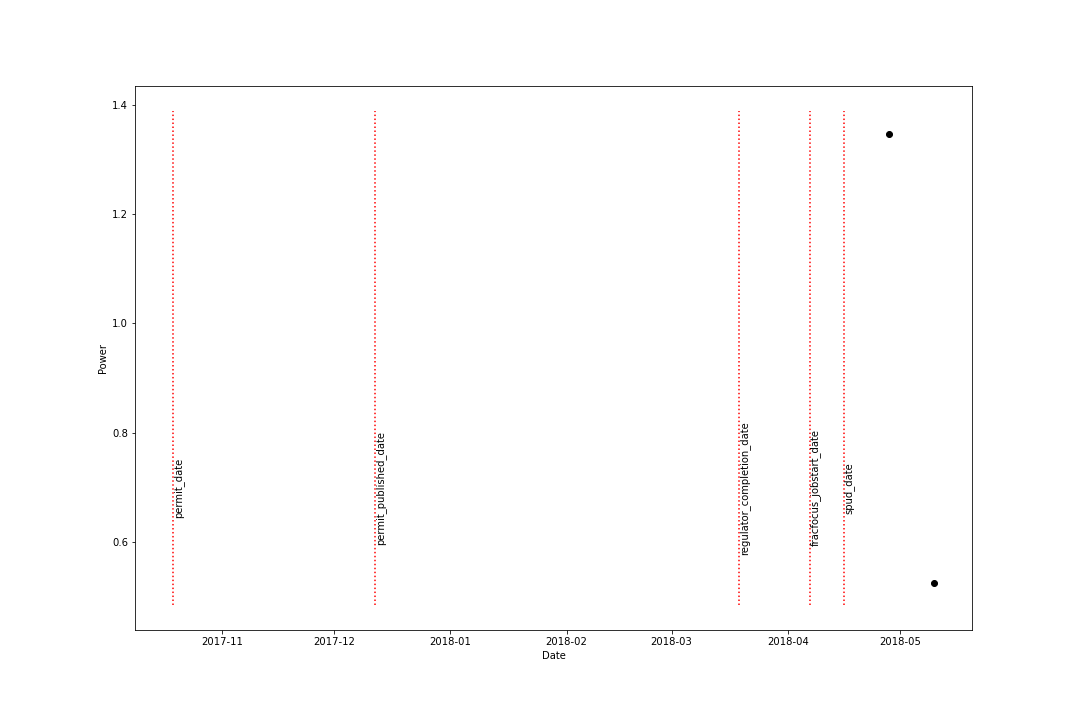 1.4
1.2
1.0
0.8
0.6
Power
permit_date
permit_published_date
regulator_completion_date
fracfocus_jobstart_date
spud_date
2017-11
2017-12
2018-01
2018-02
2018-03
2018-04
2018-05
Date